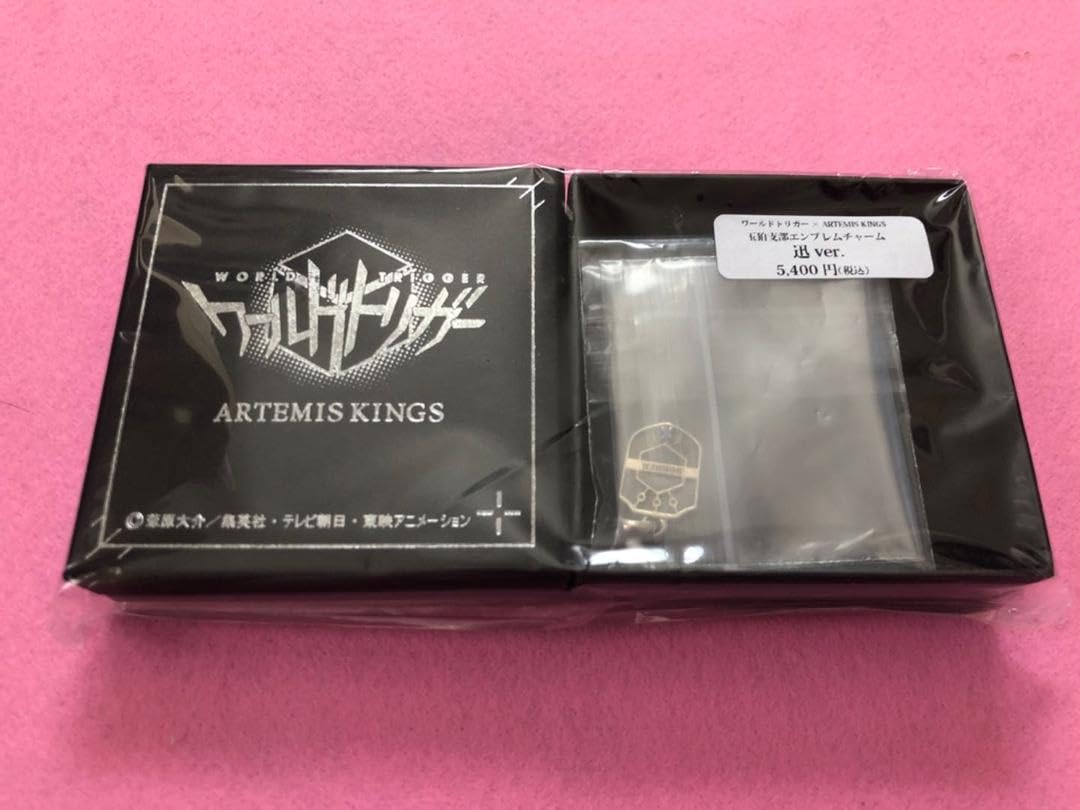 WORLD TRIGGER
ワールドトリガー
ARTEMIS KINGS
©葦原大介／集英社・テレビ朝日・東映アニメーション
ワールドトリガー × ARTEMIS KINGS
玉狛支部エンブレムチャーム
迅 ver.
5,400円(税込)